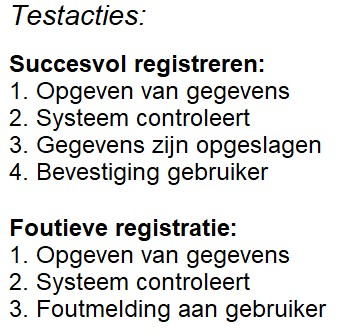 Testacties:
Succesvol registreren:
1. Opgeven van gegevens
2. Systeem controleert
3. Gegevens zijn opgeslagen
4. Bevestiging gebruiker
Foutieve registratie:
1. Opgeven van gegevens
2. Systeem controleert
3. Foutmelding aan gebruiker